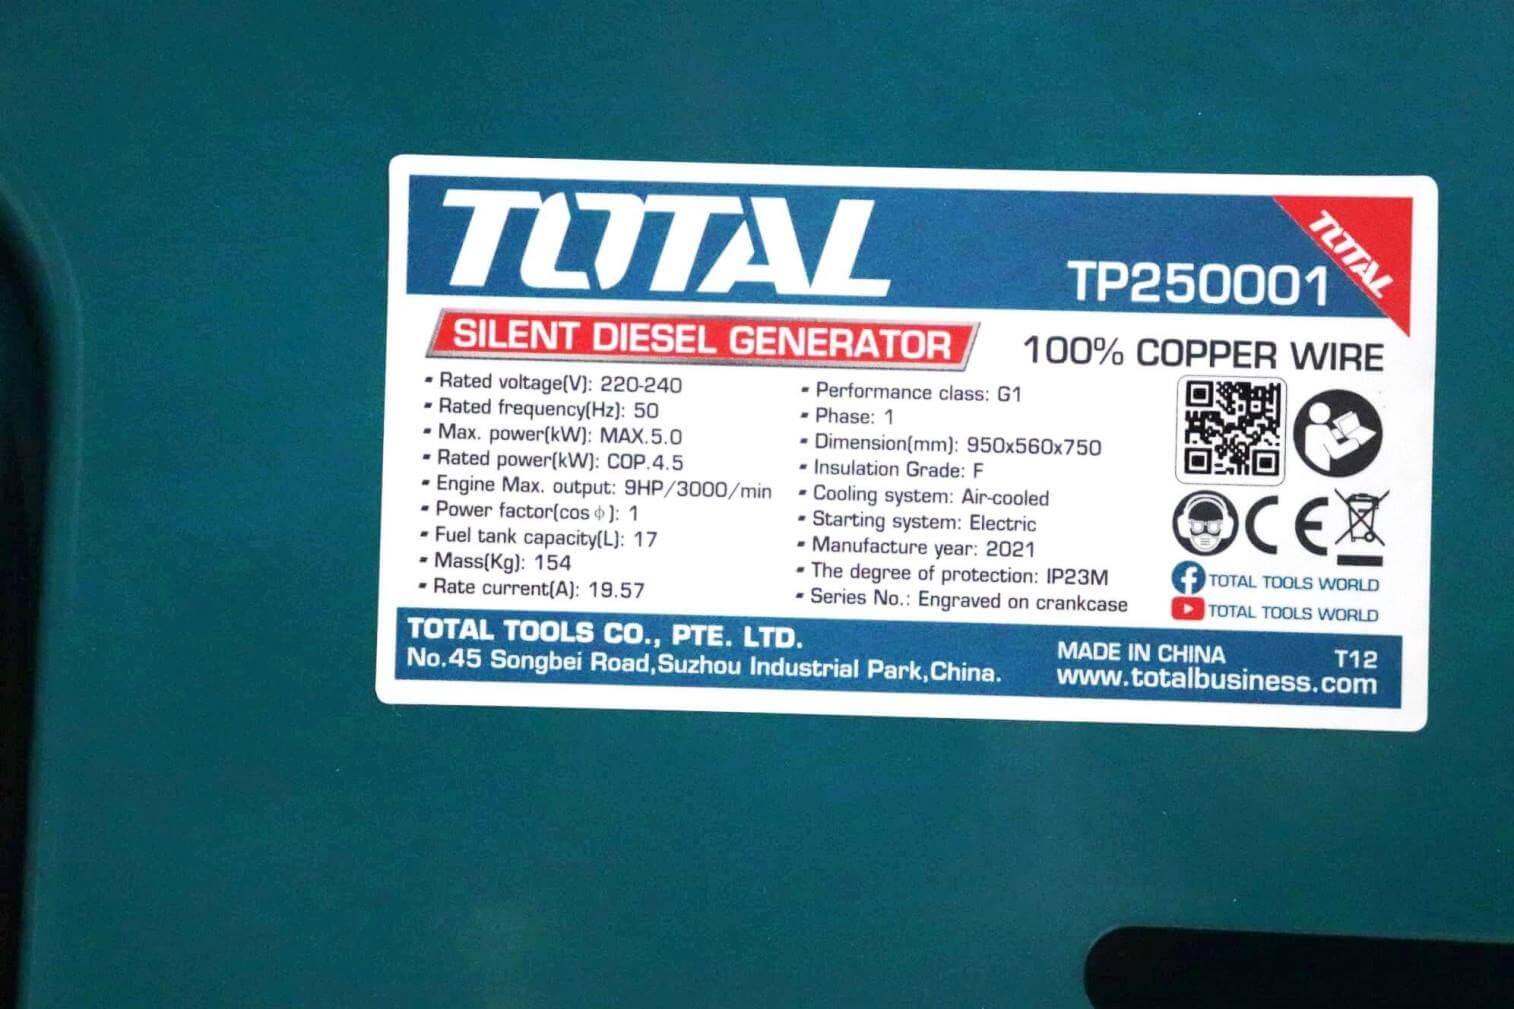 TOTAL
TOTAL
TP250001
SILENT DIESEL GENERATOR
100% COPPER WIRE
Rated voltage(V): 220-240
Rated frequency(Hz): 50
Max. power(kW): MAX.5.0
Rated power(kW): COP.4.5
Engine Max. output: 9HP/3000/min
Power factor(cos ϕ): 1
Fuel tank capacity(L): 17
Mass(Kg): 154
Rate current(A): 19.57
Performance class: G1
Phase: 1
Dimension(mm): 950x560x750
Insulation Grade: F
Cooling system: Air-cooled
Starting system: Electric
Manufacture year: 2021
The degree of protection: IP23M
Series No.: Engraved on crankcase
CE
TOTAL TOOLS WORLD
TOTAL TOOLS WORLD
TOTAL TOOLS CO., PTE. LTD.
No.45 Songbei Road,Suzhou Industrial Park,China.
MADE IN CHINA T12
www.totalbusiness.com